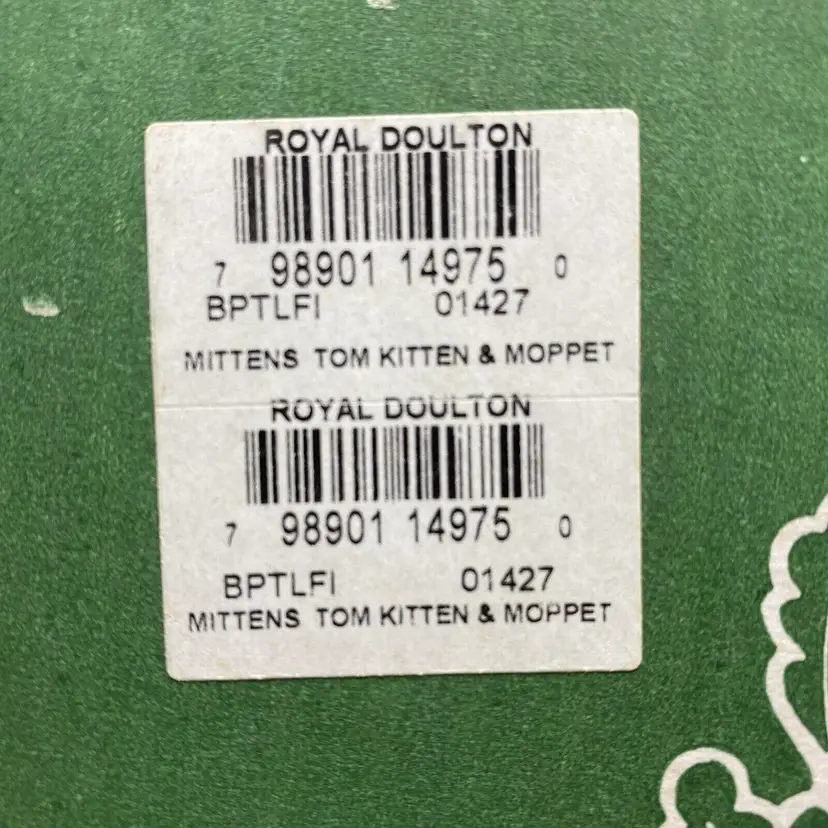 ROYAL DOULTON
7 98901 14975 0
BPTLFI 01427
MITTENS TOM KITTEN & MOPPET
ROYAL DOULTON
7 98901 14975 0
BPTLFI 01427
MITTENS TOM KITTEN & MOPPET